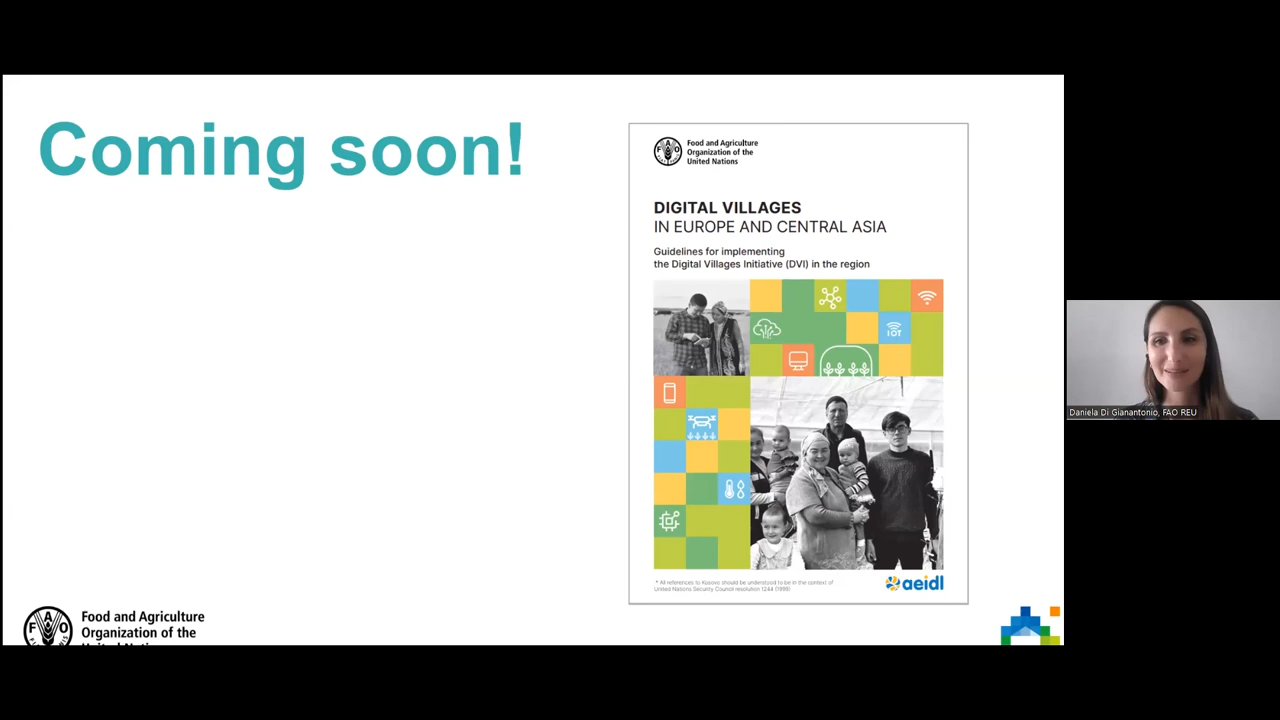 Coming soon!
Food and Agriculture
Organization of the
United Nations
DIGITAL VILLAGES
IN EUROPE AND CENTRAL ASIA
Guidelines for implementing
the Digital Villages Initiative (DVI) in the region
IOT
* All references to Kosovo should be understood to be in the context of
United Nations Security Council resolution 1244 (1999)
aeidl
FAO
Food and Agriculture
Organization of the
Daniela Di Gianantonio, FAO REU